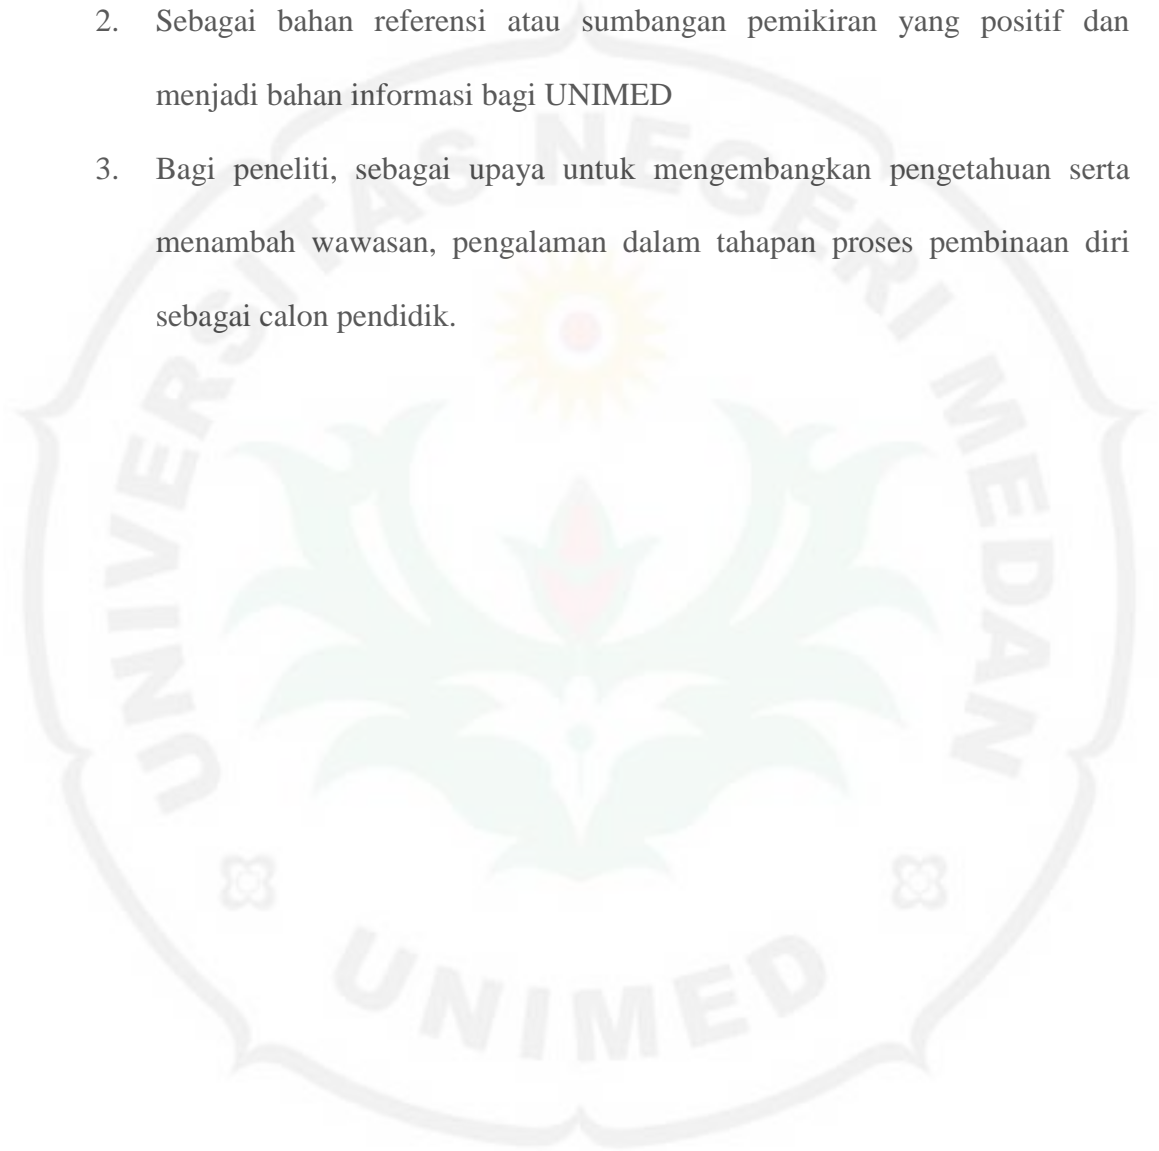 2. Sebagai bahan referensi atau sumbangan pemikiran yang positif dan
menjadi bahan informasi bagi UNIMED
3. Bagi peneliti, sebagai upaya untuk mengembangkan pengetahuan serta
menambah wawasan, pengalaman dalam tahapan proses pembinaan diri
sebagai calon pendidik.
UNIVERSITAS NEGERI MEDAN
UNIMED